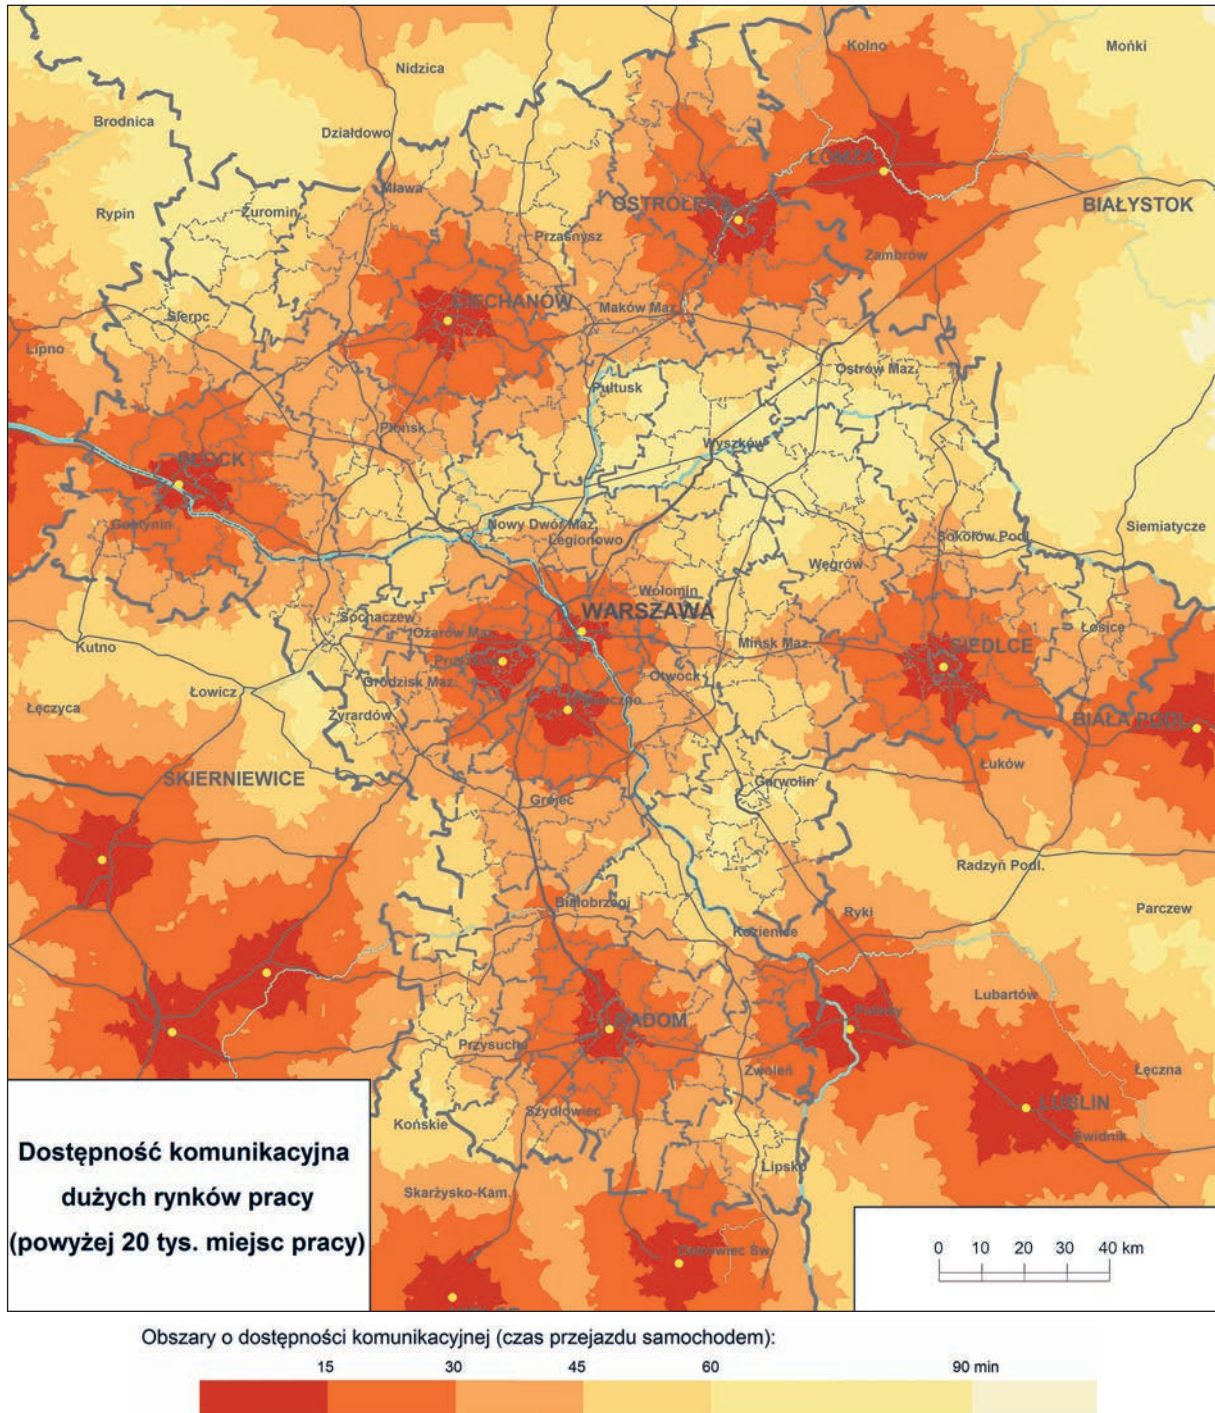 Kolno
Mońki
Nidzica
Brodnica
Działdowo
ŁOMŻA
Mława
OSTROŁĘKA
BIAŁYSTOK
Rypin
Żuromin
Przasnysz
Zambrów
CIECHANÓW
Maków Maz.
Sierpc
Lipno
Ostrów Maz.
Pułtusk
Płońsk
Wyszków
PŁOCK
Gostynin
Nowy Dwór Maz.
Legionowo
Siemiatycze
Sokołów Podl.
Węgrów
Wołomin
WARSZAWA
Sochaczew
Ożarów Maz.
Łosice
Kutno
Mińsk Maz.
SIEDLCE
Pruszków
Otwock
Grodzisk Maz.
Łowicz
Piaseczno
Łęczyca
Żyrardów
BIAŁA PODL.
SKIERNIEWICE
Garwolin
Łuków
Grójec
Radzyń Podl.
Białobrzegi
Ryki
Parczew
Kozienice
Lubartów
Puławy
RADOM
Przysucha
Zwoleń
Łęczna
LUBLIN
Szydłowiec
Końskie
Świdnik
Lipsko
Skarżysko-Kam.
Ostrowiec Św.
Dostępność komunikacyjna
dużych rynków pracy
(powyżej 20 tys. miejsc pracy)
0 10 20 30 40 km
Obszary o dostępności komunikacyjnej (czas przejazdu samochodem):
15 30 45 60 90 min